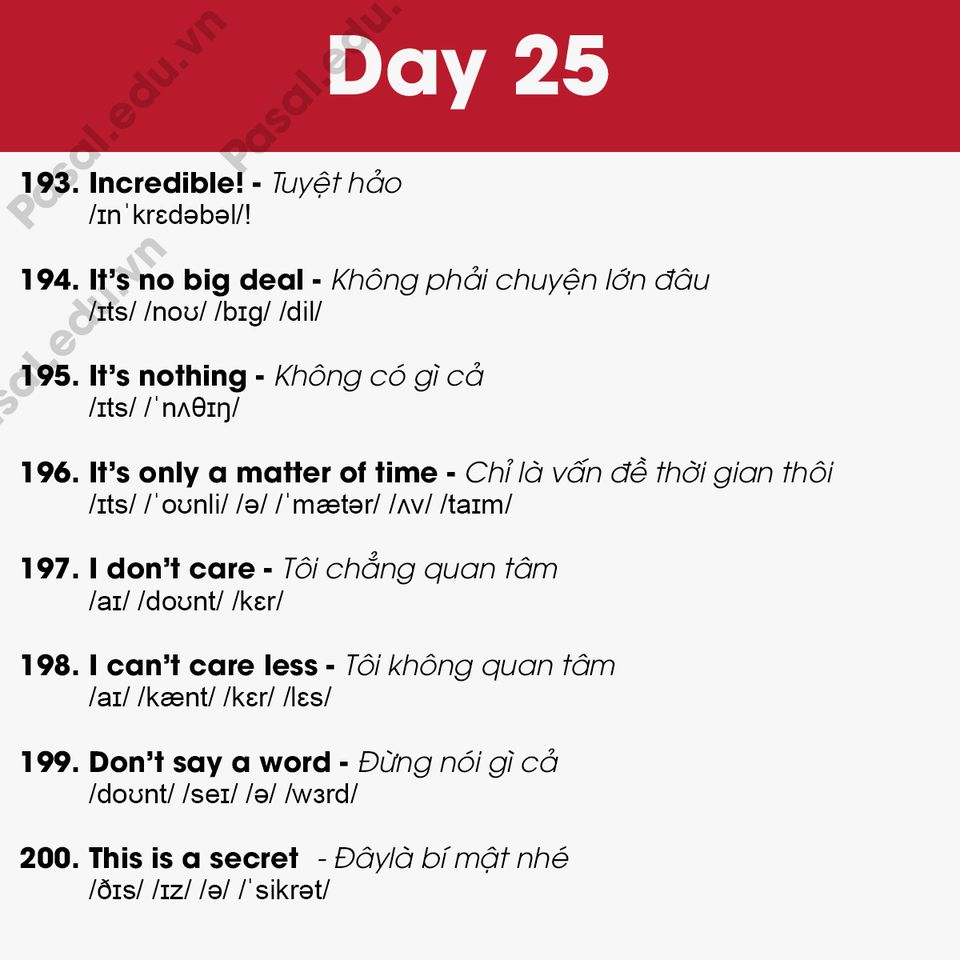 Day 25
Pasal.edu.vn
Pasal.edu.vn
193. Incredible! - Tuyệt hảo
/ɪnˈkrɛdəbəl/!
Pasal.edu.vn
194. It’s no big deal - Không phải chuyện lớn đâu
/ɪts/ /noʊ/ /bɪg/ /dil/
195. It’s nothing - Không có gì cả
/ɪts/ /ˈnʌθɪŋ/
196. It’s only a matter of time - Chỉ là vấn đề thời gian thôi
/ɪts/ /ˈoʊnli/ /ə/ /ˈmætər/ /ʌv/ /taɪm/
197. I don’t care - Tôi chẳng quan tâm
/aɪ/ /doʊnt/ /kɛr/
198. I can’t care less - Tôi không quan tâm
/aɪ/ /kænt/ /kɛr/ /lɛs/
199. Don’t say a word - Đừng nói gì cả
/doʊnt/ /seɪ/ /ə/ /wɜrd/
200. This is a secret - Đâylà bí mật nhé
/ðɪs/ /ɪz/ /ə/ /ˈsikrət/